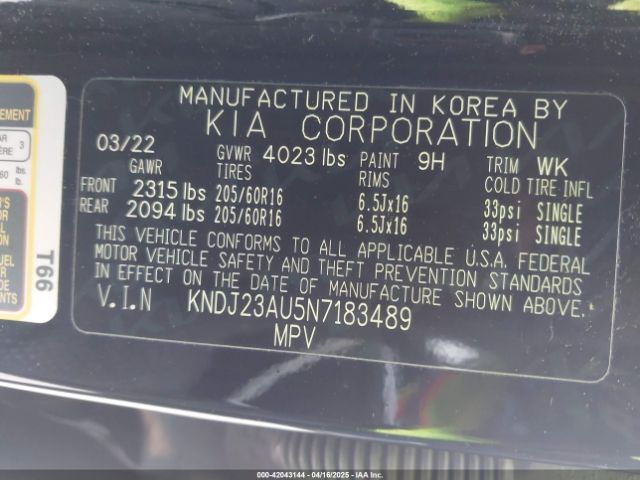 MANUFACTURED IN KOREA BY
KIA CORPORATION
03/22 GVWR 4023 lbs PAINT 9H TRIM WK
GAWR TIRES RIMS COLD TIRE INFL
FRONT 2315 lbs 205/60R16 6.5Jx16 33psi SINGLE
REAR 2094 lbs 205/60R16 6.5Jx16 33psi SINGLE
THIS VEHICLE CONFORMS TO ALL APPLICABLE U.S.A. FEDERAL
MOTOR VEHICLE SAFETY AND THEFT PREVENTION STANDARDS
IN EFFECT ON THE DATE OF MANUFACTURE SHOWN ABOVE.
V.I.N KNDJ23AU5N7183489
MPV
T66
000-42043144 - 04/16/2025 - IAA Inc.